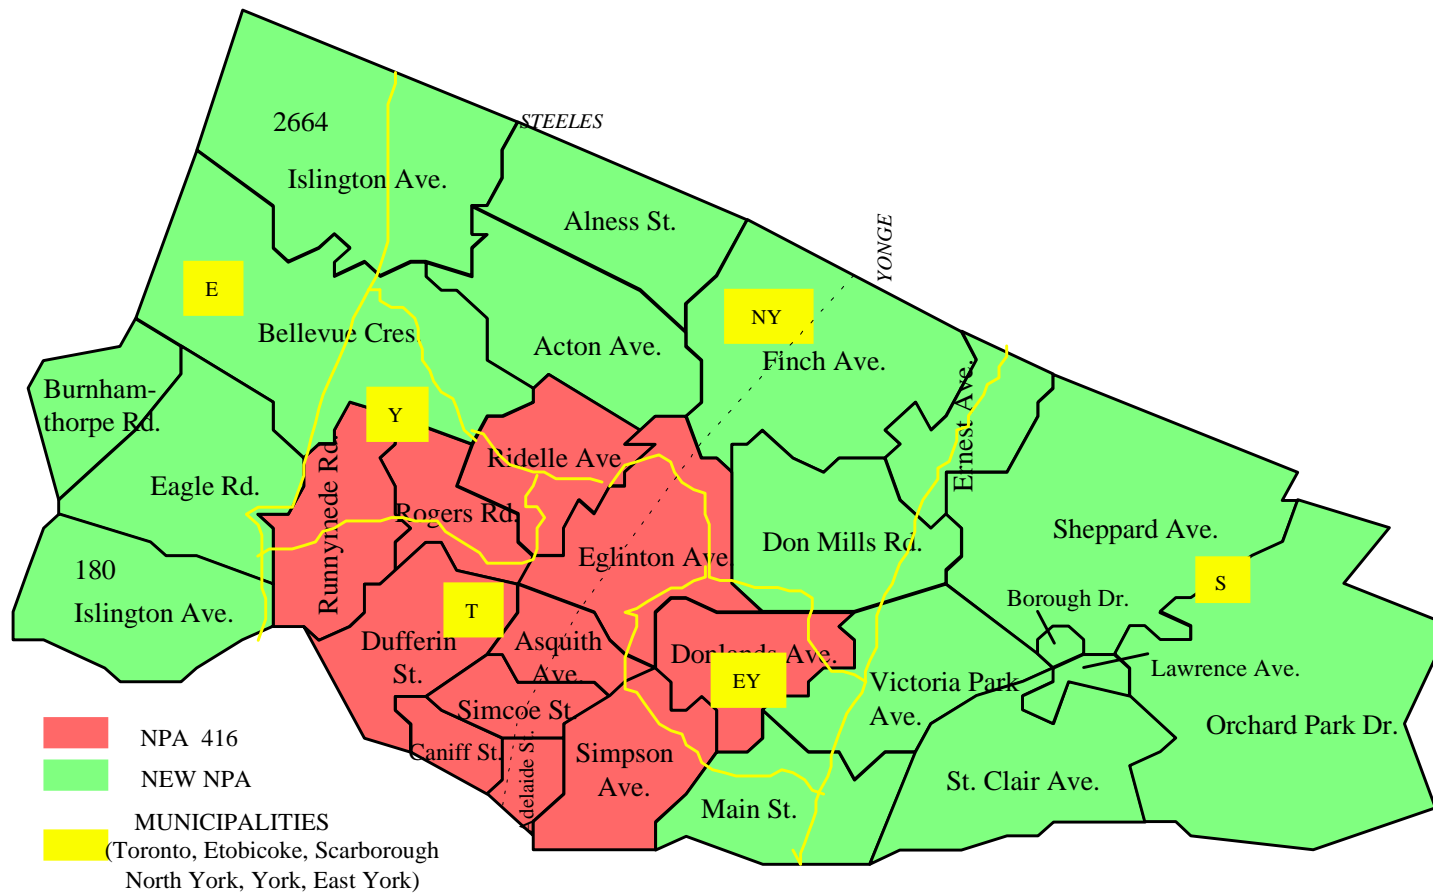 2664
Islington Ave.
STEELES
Alness St.
YONGE
E
NY
Bellevue Cres.
Acton Ave.
Finch Ave.
Burnham-
thorpe Rd.
Y
Ernest Ave.
Runnymede Rd.
Ridelle Ave
Eagle Rd.
Rogers Rd.
Sheppard Ave.
Eglinton Ave.
Don Mills Rd.
180
Islington Ave.
S
T
Borough Dr.
Dufferin
St.
Asquith
Ave.
Donlands Ave.
EY
Lawrence Ave.
Victoria Park
Ave.
Simcoe St.
Orchard Park Dr.
Caniff St.
Adelaide St.
Simpson
Ave.
St. Clair Ave.
Main St.
NPA 416
NEW NPA
MUNICIPALITIES
(Toronto, Etobicoke, Scarborough
North York, York, East York)